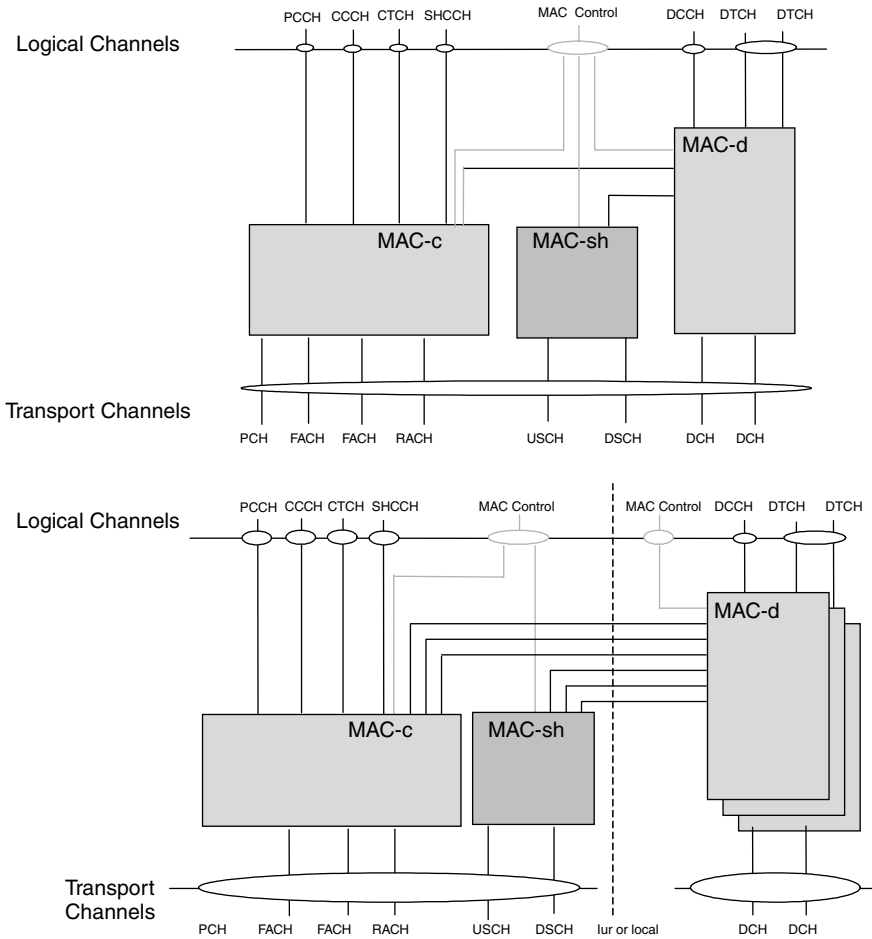 PCCH CCCH CTCH SHCCH MAC Control DCCH DTCH DTCH
Logical Channels
MAC-d
MAC-c MAC-sh
Transport Channels
PCH FACH FACH RACH USCH DSCH DCH DCH
PCCH CCCH CTCH SHCCH MAC Control MAC Control DCCH DTCH DTCH
Logical Channels
MAC-d
MAC-c MAC-sh
Transport
Channels
PCH FACH FACH RACH USCH DSCH Iur or local DCH DCH